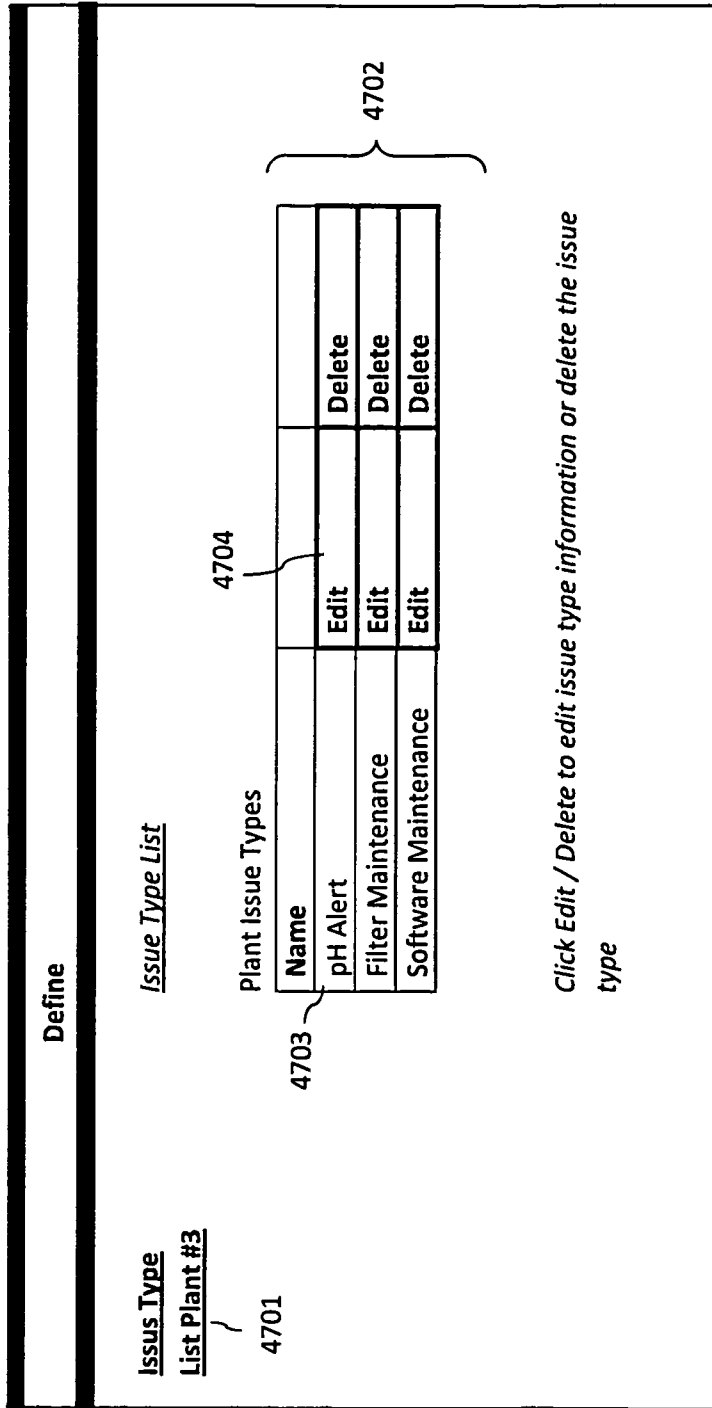 Define
Issus Type
List Plant #3
4701
Issue Type List
Plant Issue Types
Name
pH Alert Edit Delete
Filter Maintenance Edit Delete
Software Maintenance Edit Delete
4703
4704
4702
Click Edit / Delete to edit issue type information or delete the issue
type